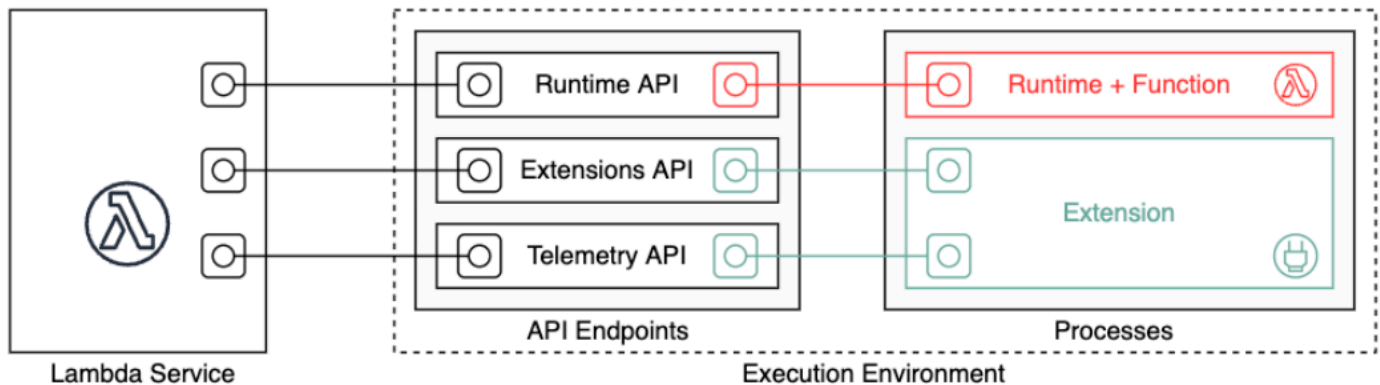 Runtime API
Runtime + Function
Extensions API
Extension
Telemetry API
API Endpoints
Processes
Lambda Service
Execution Environment